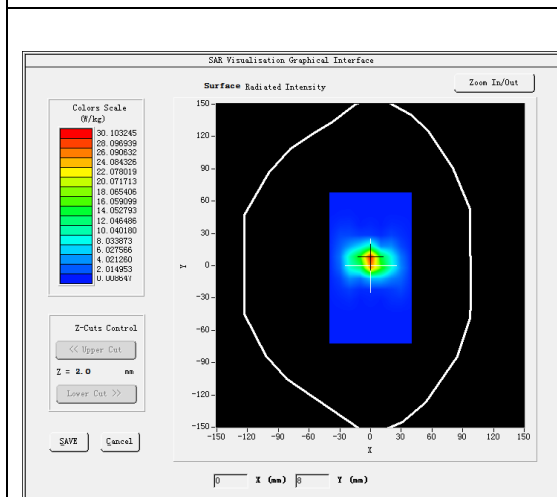 SAR Visualisation Graphical Interface
Surface Radiated Intensity
Zoom In/Out
Colors Scale
(W/kg)
30.103245
28.096939
26.090632
24.084326
22.078019
20.071713
18.065406
16.059099
14.052793
12.046486
10.040180
8.033873
6.027566
4.021260
2.014953
0.008647
150
120
90
60
30
0
-30
-60
-90
-120
-150
Y
-150 -120 -90 -60 -30 0 30 60 90 120 150
X
Z-Cuts Control
<< Upper Cut
Z = 2.0 mm
Lower Cut >>
SAVE Cancel
0 X (mm) 8 Y (mm)